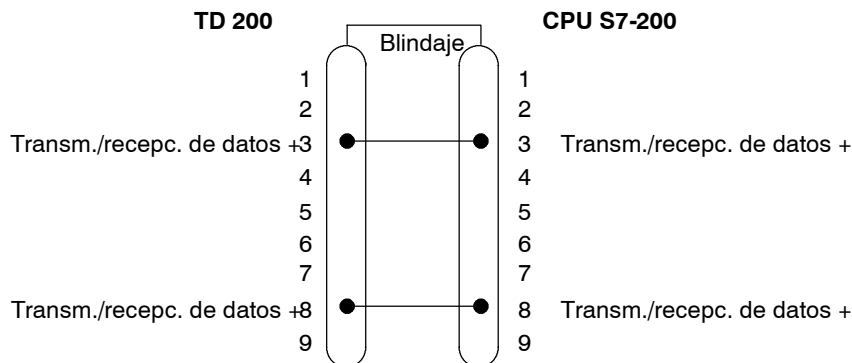 TD 200 CPU S7-200
Blindaje
1 1
2 2
Transm./recepc. de datos +3 3 Transm./recepc. de datos +
4 4
5 5
6 6
7 7
Transm./recepc. de datos +8 8 Transm./recepc. de datos +
9 9